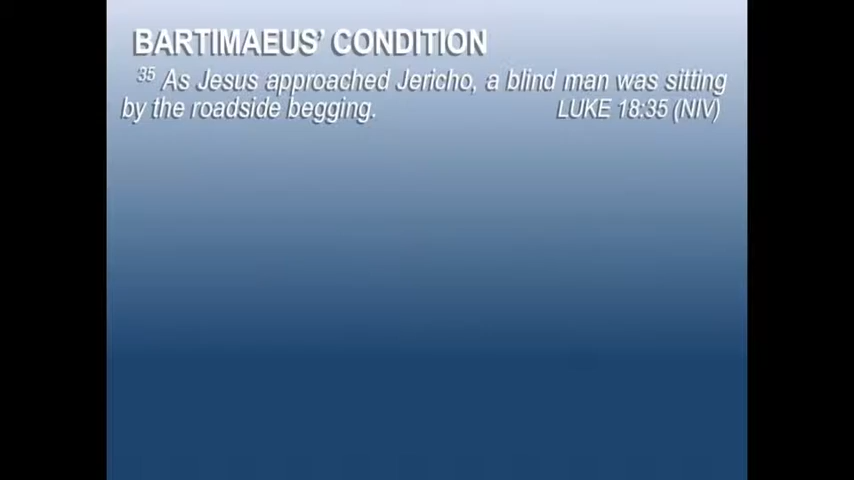 BARTIMAEUS’ CONDITION
35 As Jesus approached Jericho, a blind man was sitting
by the roadside begging. LUKE 18:35 (NIV)